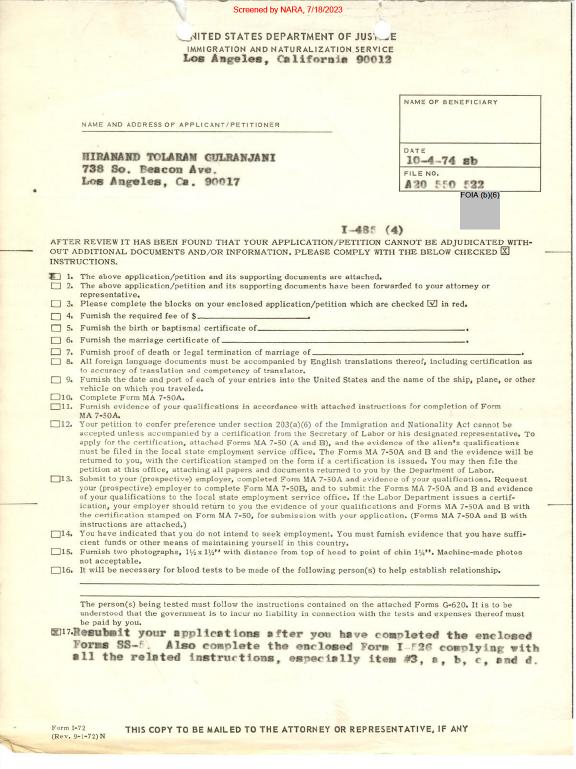 Screened by NARA, 7/18/2023
UNITED STATES DEPARTMENT OF JUSTICE
IMMIGRATION AND NATURALIZATION SERVICE
Los Angeles, California 90012
NAME OF BENEFICIARY
NAME AND ADDRESS OF APPLICANT/PETITIONER
DATE
HIRANAND TOLARAM GULRANJANI
10-4-74 sb
738 So. Beacon Ave.
FILE NO.
Los Angeles, Ca. 90017
A20 550 522
FOIA (b)(6)
I-485 (4)
AFTER REVIEW IT HAS BEEN FOUND THAT YOUR APPLICATION/PETITION CANNOT BE ADJUDICATED WITH-
OUT ADDITIONAL DOCUMENTS AND/OR INFORMATION. PLEASE COMPLY WITH THE BELOW CHECKED X
INSTRUCTIONS.
1. The above application/petition and its supporting documents are attached.
2. The above application/petition and its supporting documents have been forwarded to your attorney or
representative.
3. Please complete the blocks on your enclosed application/petition which are checked in red.
4. Furnish the required fee of $
5. Furnish the birth or baptismal certificate of
6. Furnish the marriage certificate of
7. Furnish proof of death or legal termination of marriage of
8. All foreign language documents must be accompanied by English translations thereof, including certification as
to accuracy of translation and competency of translator.
9. Furnish the date and port of each of your entries into the United States and the name of the ship, plane, or other
vehicle on which you traveled.
10. Complete Form MA 7-50A.
11. Furnish evidence of your qualifications in accordance with attached instructions for completion of Form
MA 7-50A.
12. Your petition to confer preference under section 203(a)(6) of the Immigration and Nationality Act cannot be
accepted unless accompanied by a certification from the Secretary of Labor or his designated representative. To
apply for the certification, attached Forms MA 7-50 (A and B), and the evidence of the alien's qualifications
must be filed in the local state employment service office. The Forms MA 7-50A and B and the evidence will be
returned to you, with the certification stamped on the form if a certification is issued. You may then file the
petition at this office, attaching all papers and documents returned to you by the Department of Labor.
13. Submit to your (prospective) employer, completed Form MA 7-50A and evidence of your qualifications. Request
your (prospective) employer to complete Form MA 7-50B, and to submit the Forms MA 7-50A and B and evidence
of your qualifications to the local state employment service office. If the Labor Department issues a certif-
ication, your employer should return to you the evidence of your qualifications and Forms MA 7-50A and B with
the certification stamped on Form MA 7-50, for submission with your application. (Forms MA 7-50A and B with
instructions are attached.)
14. You have indicated that you do not intend to seek employment. You must furnish evidence that you have suffi-
cient funds or other means of maintaining yourself in this country.
15. Furnish two photographs, 1½ x 1½" with distance from top of head to point of chin 1¼". Machine-made photos
not acceptable.
16. It will be necessary for blood tests to be made of the following person(s) to help establish relationship.
The person(s) being tested must follow the instructions contained on the attached Forms G-620. It is to be
understood that the government is to incur no liability in connection with the tests and expenses thereof must
be paid by you.
17. Resubmit your applications after you have completed the enclosed
Forms SS-5. Also complete the enclosed Form I-526 complying with
all the related instructions, especially item #3, a, b, c, and d.
Form I-72
(Rev. 9-1-72) N
THIS COPY TO BE MAILED TO THE ATTORNEY OR REPRESENTATIVE, IF ANY